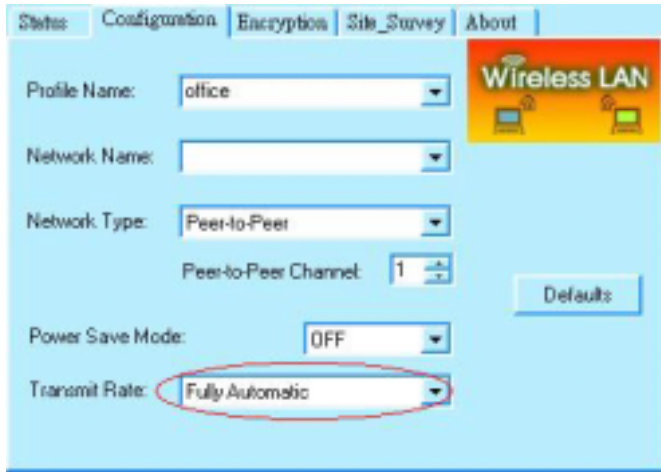 Status Configuration Encryption Site_Survey About
Wireless LAN
Profile Name: office
Network Name:
Network Type: Peer-to-Peer
Peer-to-Peer Channel: 1
Defaults
Power Save Mode: OFF
Transmit Rate: Fully Automatic